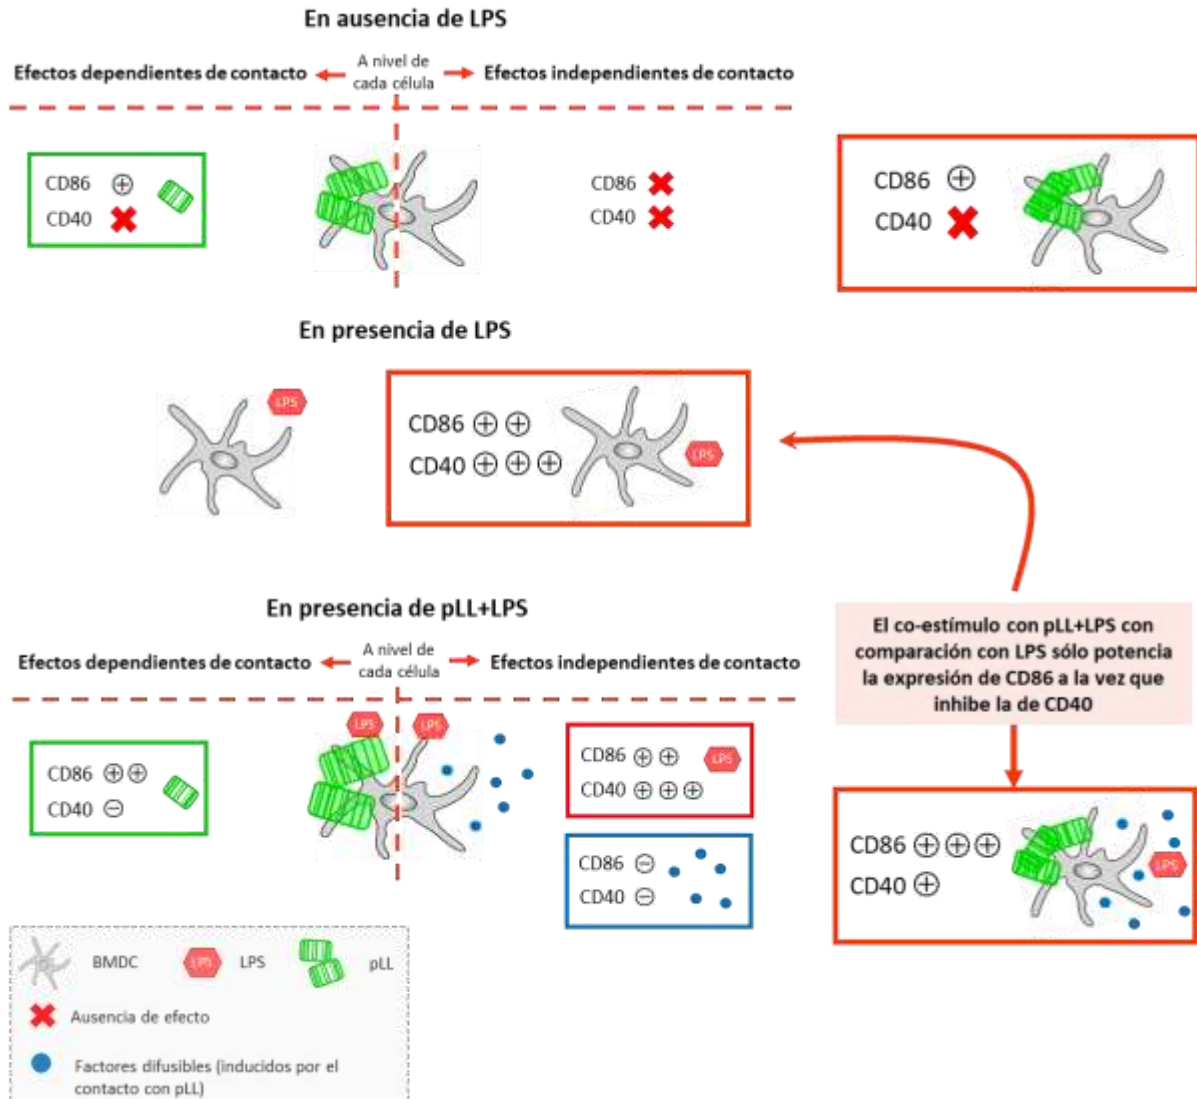 En ausencia de LPS
Efectos dependientes de contacto
A nivel de
cada célula
Efectos independientes de contacto
CD86 ⊕
CD40 ✖
CD86 ✖
CD40 ✖
CD86 ⊕
CD40 ✖
En presencia de LPS
LPS
CD86 ⊕ ⊕
CD40 ⊕ ⊕ ⊕
LPS
En presencia de pLL+LPS
Efectos dependientes de contacto
A nivel de
cada célula
Efectos independientes de contacto
El co-estímulo con pLL+LPS con
comparación con LPS sólo potencia
la expresión de CD86 a la vez que
inhibe la de CD40
LPS
LPS
CD86 ⊕⊕
CD40 ⊖
CD86 ⊕ ⊕
CD40 ⊕ ⊕ ⊕
LPS
CD86 ⊖
CD40 ⊖
CD86 ⊕ ⊕ ⊕
CD40 ⊕
LPS
BMDC
LPS
LPS
pLL
Ausencia de efecto
Factores difusibles (inducidos por el
contacto con pLL)